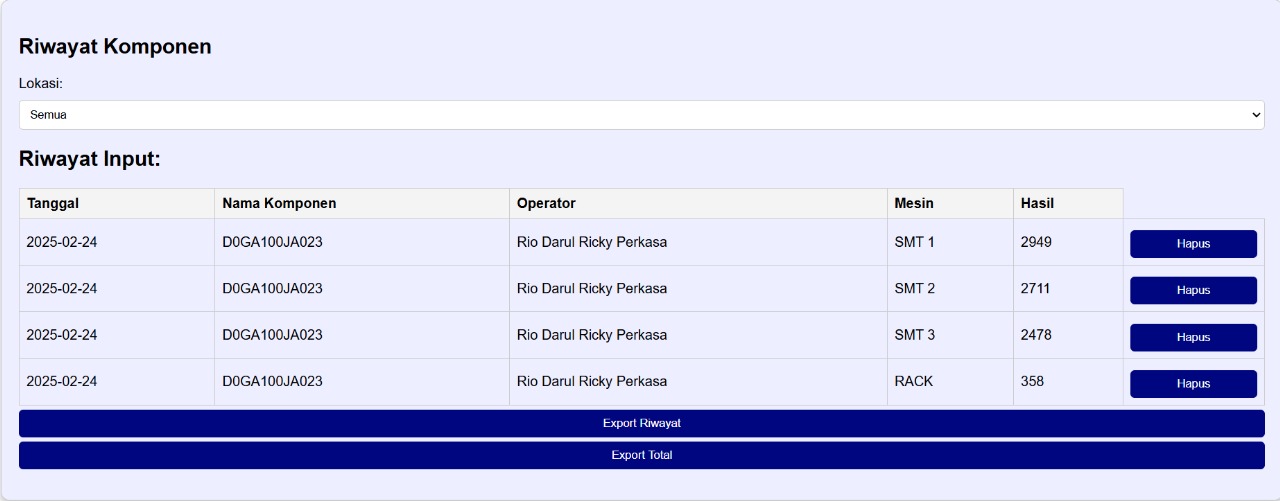 Riwayat Komponen
Lokasi:
Semua
Riwayat Input:
Tanggal Nama Komponen Operator Mesin Hasil
2025-02-24 D0GA100JA023 Rio Darul Ricky Perkasa SMT 1 2949 Hapus
2025-02-24 D0GA100JA023 Rio Darul Ricky Perkasa SMT 2 2711 Hapus
2025-02-24 D0GA100JA023 Rio Darul Ricky Perkasa SMT 3 2478 Hapus
2025-02-24 D0GA100JA023 Rio Darul Ricky Perkasa RACK 358 Hapus
Export Riwayat
Export Total